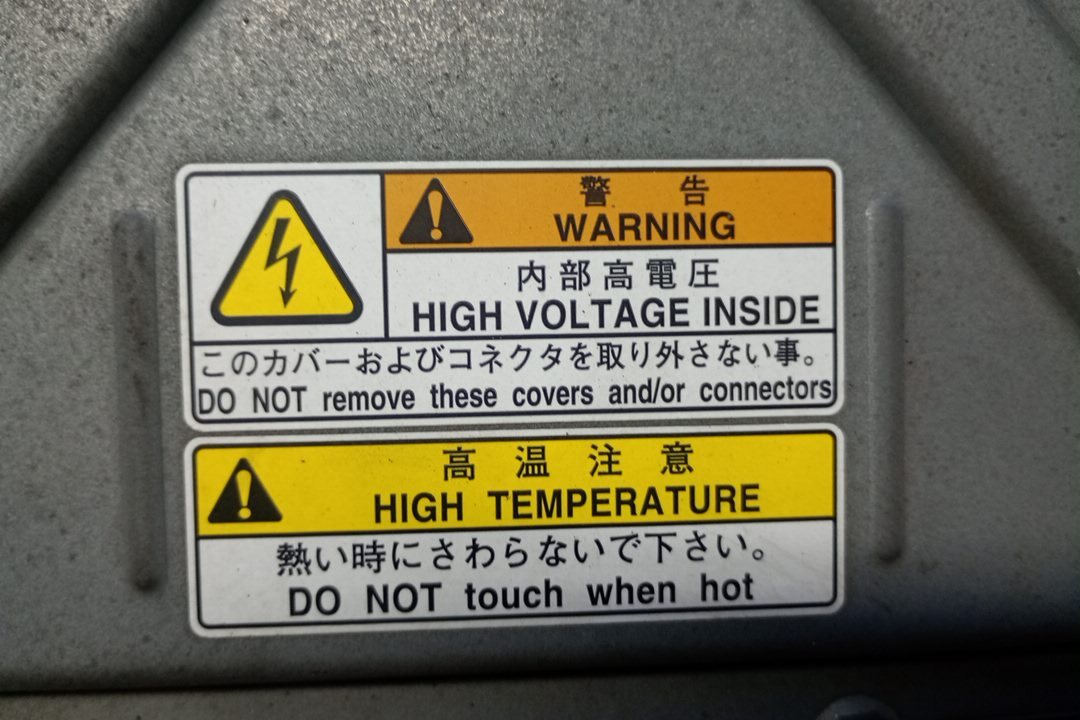 警告
WARNING
内部高電圧
HIGH VOLTAGE INSIDE
このカバーおよびコネクタを取り外さない事。
DO NOT remove these covers and/or connectors
高温注意
HIGH TEMPERATURE
熱い時にさわらないで下さい。
DO NOT touch when hot